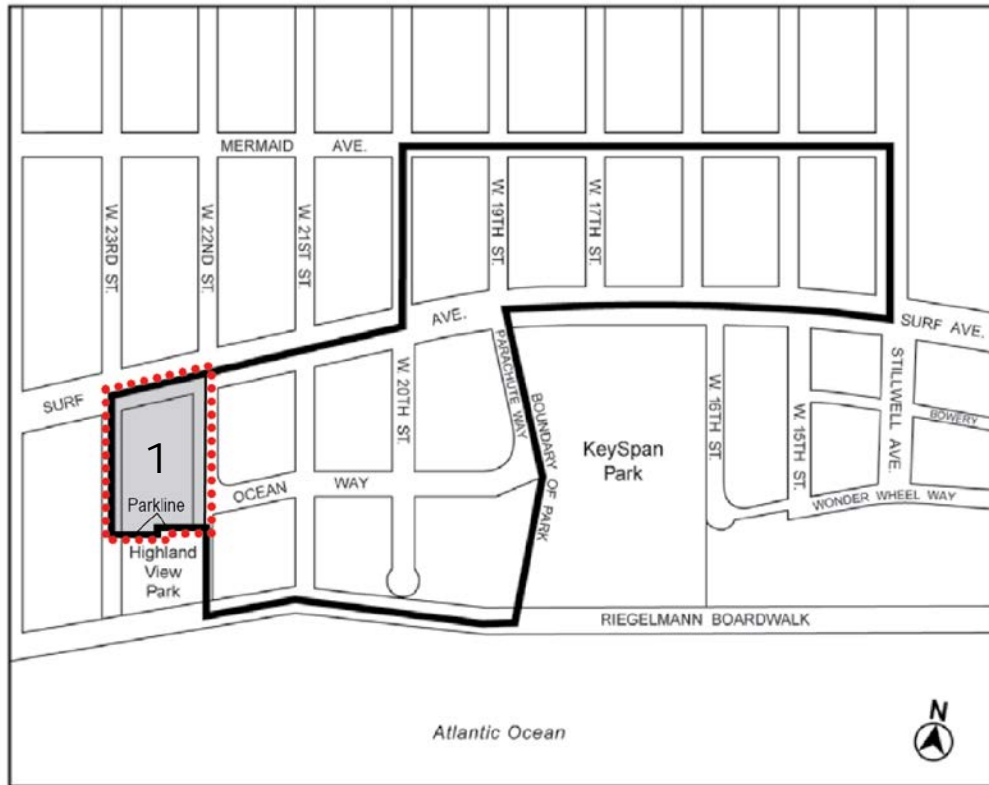 MERMAID AVE.
W. 23RD ST.
W. 22ND ST.
W. 21ST ST.
W. 19TH ST.
W. 17TH ST.
SURF AVE.
SURF AVE.
STILLWELL AVE.
PARACHUTE WAY
BOUNDARY OF PARK
W. 20TH ST.
W. 16TH ST.
W. 15TH ST.
BOWERY
KeySpan
Park
1
Parkline
OCEAN WAY
WONDER WHEEL WAY
Highland
View
Park
RIEGELMANN BOARDWALK
Atlantic Ocean
N